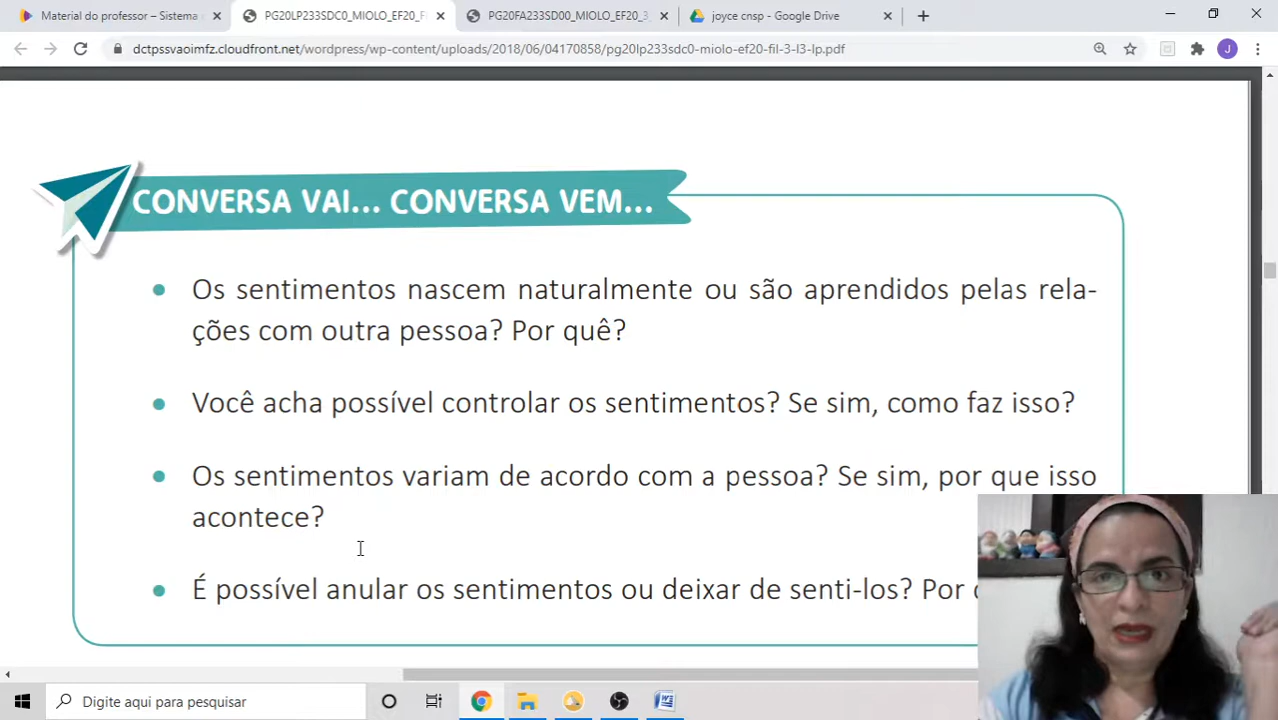 Material do professor – Sistema
PG20LP233SDC0_MIOLO_EF20_F
PG20FA233SD00_MIOLO_EF20_3
joyce cnsp - Google Drive
dctpssvaoimfz.cloudfront.net/wordpress/wp-content/uploads/2018/06/04170858/pg20lp233sdc0-miolo-ef20-fil-3-l3-lp.pdf
J
CONVERSA VAI... CONVERSA VEM...
• Os sentimentos nascem naturalmente ou são aprendidos pelas rela-
ções com outra pessoa? Por quê?
• Você acha possível controlar os sentimentos? Se sim, como faz isso?
• Os sentimentos variam de acordo com a pessoa? Se sim, por que isso
acontece?
• É possível anular os sentimentos ou deixar de senti-los? Por
Digite aqui para pesquisar